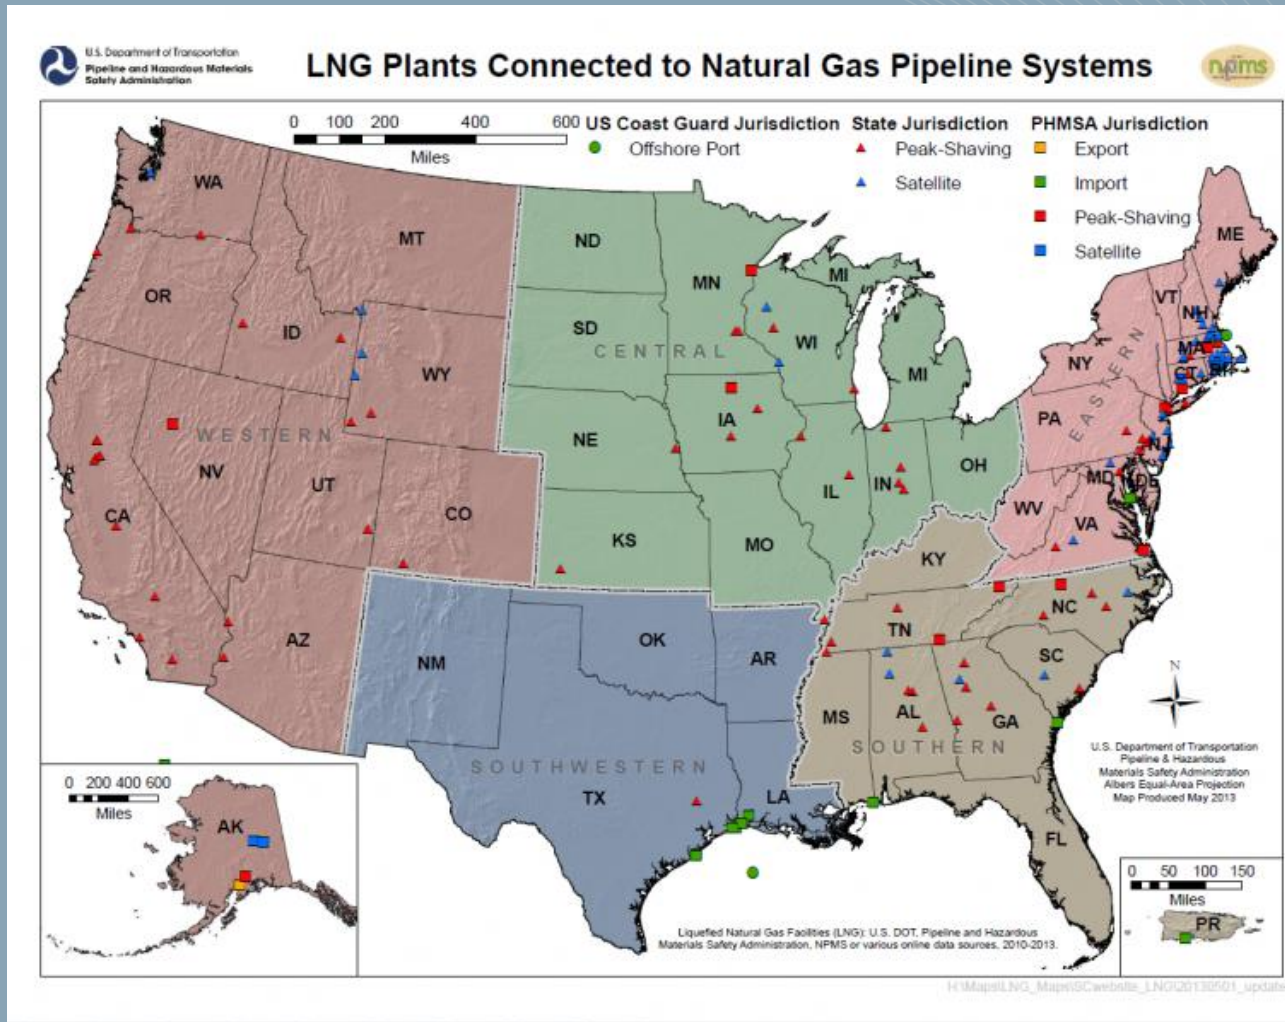 U.S. Department of Transportation
Pipeline and Hazardous Materials
Safety Administration
LNG Plants Connected to Natural Gas Pipeline Systems
npms
0 100 200 400 600
Miles
US Coast Guard Jurisdiction
Offshore Port
State Jurisdiction
Peak-Shaving
Satellite
PHMSA Jurisdiction
Export
Import
Peak-Shaving
Satellite
WA
MT
ND
MN
MI
ME
OR
ID
SD
WI
VT
NH
WY
CENTRAL
MI
NY
MA
CT
RI
EASTERN
WESTERN
NV
UT
CO
CA
NE
IA
IL
IN
OH
PA
NJ
MD
DE
WV
VA
KS
MO
KY
AZ
NM
OK
AR
TN
NC
SC
MS
AL
GA
SOUTHERN
SOUTHWESTERN
TX
LA
FL
N
U.S. Department of Transportation
Pipeline & Hazardous
Materials Safety Administration
Albers Equal-Area Projection
Map Produced May 2013
0 200 400 600
Miles
AK
0 50 100 150
Miles
PR
Liquefied Natural Gas Facilities (LNG): U.S. DOT, Pipeline and Hazardous
Materials Safety Administration, NPMS or various online data sources, 2010-2013.
H:\Maps\LNG_Maps\SCwebsite_LNG\20130501_update